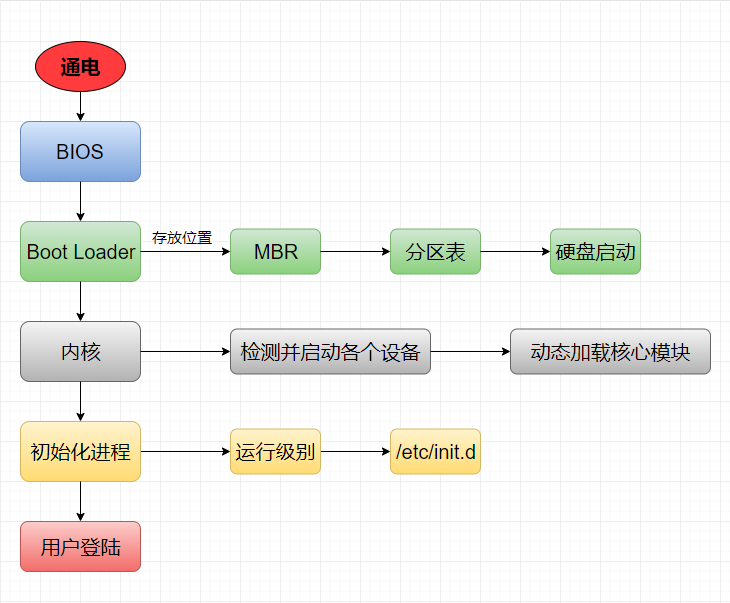 通电
BIOS
Boot Loader
存放位置
MBR
分区表
硬盘启动
内核
检测并启动各个设备
动态加载核心模块
初始化进程
运行级别
/etc/init.d
用户登陆